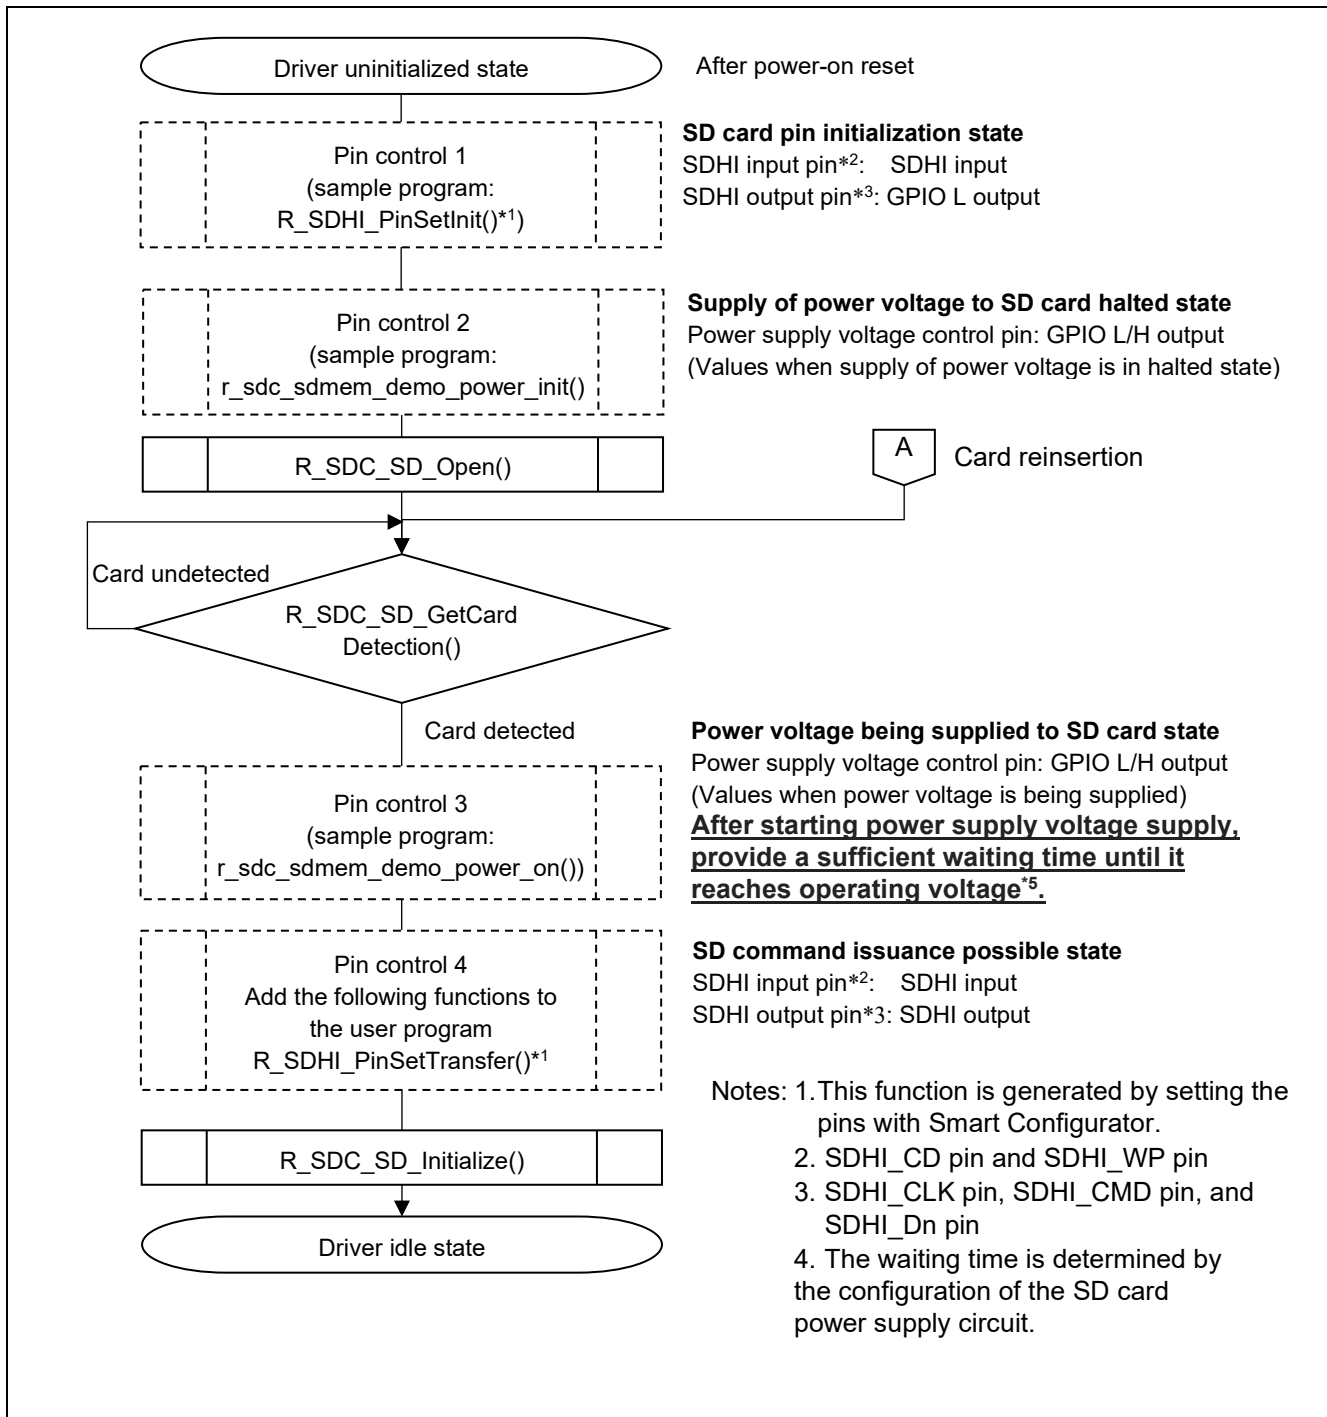 Driver uninitialized state
After power-on reset
Pin control 1
(sample program:
R_SDHI_PinSetInit()*1)
SD card pin initialization state
SDHI input pin*2: SDHI input
SDHI output pin*3: GPIO L output
Pin control 2
(sample program:
r_sdc_sdmem_demo_power_init()
Supply of power voltage to SD card halted state
Power supply voltage control pin: GPIO L/H output
(Values when supply of power voltage is in halted state)
R_SDC_SD_Open()
A
Card reinsertion
Card undetected
R_SDC_SD_GetCard
Detection()
Card detected
Pin control 3
(sample program:
r_sdc_sdmem_demo_power_on())
Power voltage being supplied to SD card state
Power supply voltage control pin: GPIO L/H output
(Values when power voltage is being supplied)
After starting power supply voltage supply,
provide a sufficient waiting time until it
reaches operating voltage*5.
Pin control 4
Add the following functions to
the user program
R_SDHI_PinSetTransfer()*1
SD command issuance possible state
SDHI input pin*2: SDHI input
SDHI output pin*3: SDHI output
R_SDC_SD_Initialize()
Driver idle state
Notes: 1.This function is generated by setting the
pins with Smart Configurator.
2. SDHI_CD pin and SDHI_WP pin
3. SDHI_CLK pin, SDHI_CMD pin, and
SDHI_Dn pin
4. The waiting time is determined by
the configuration of the SD card
power supply circuit.